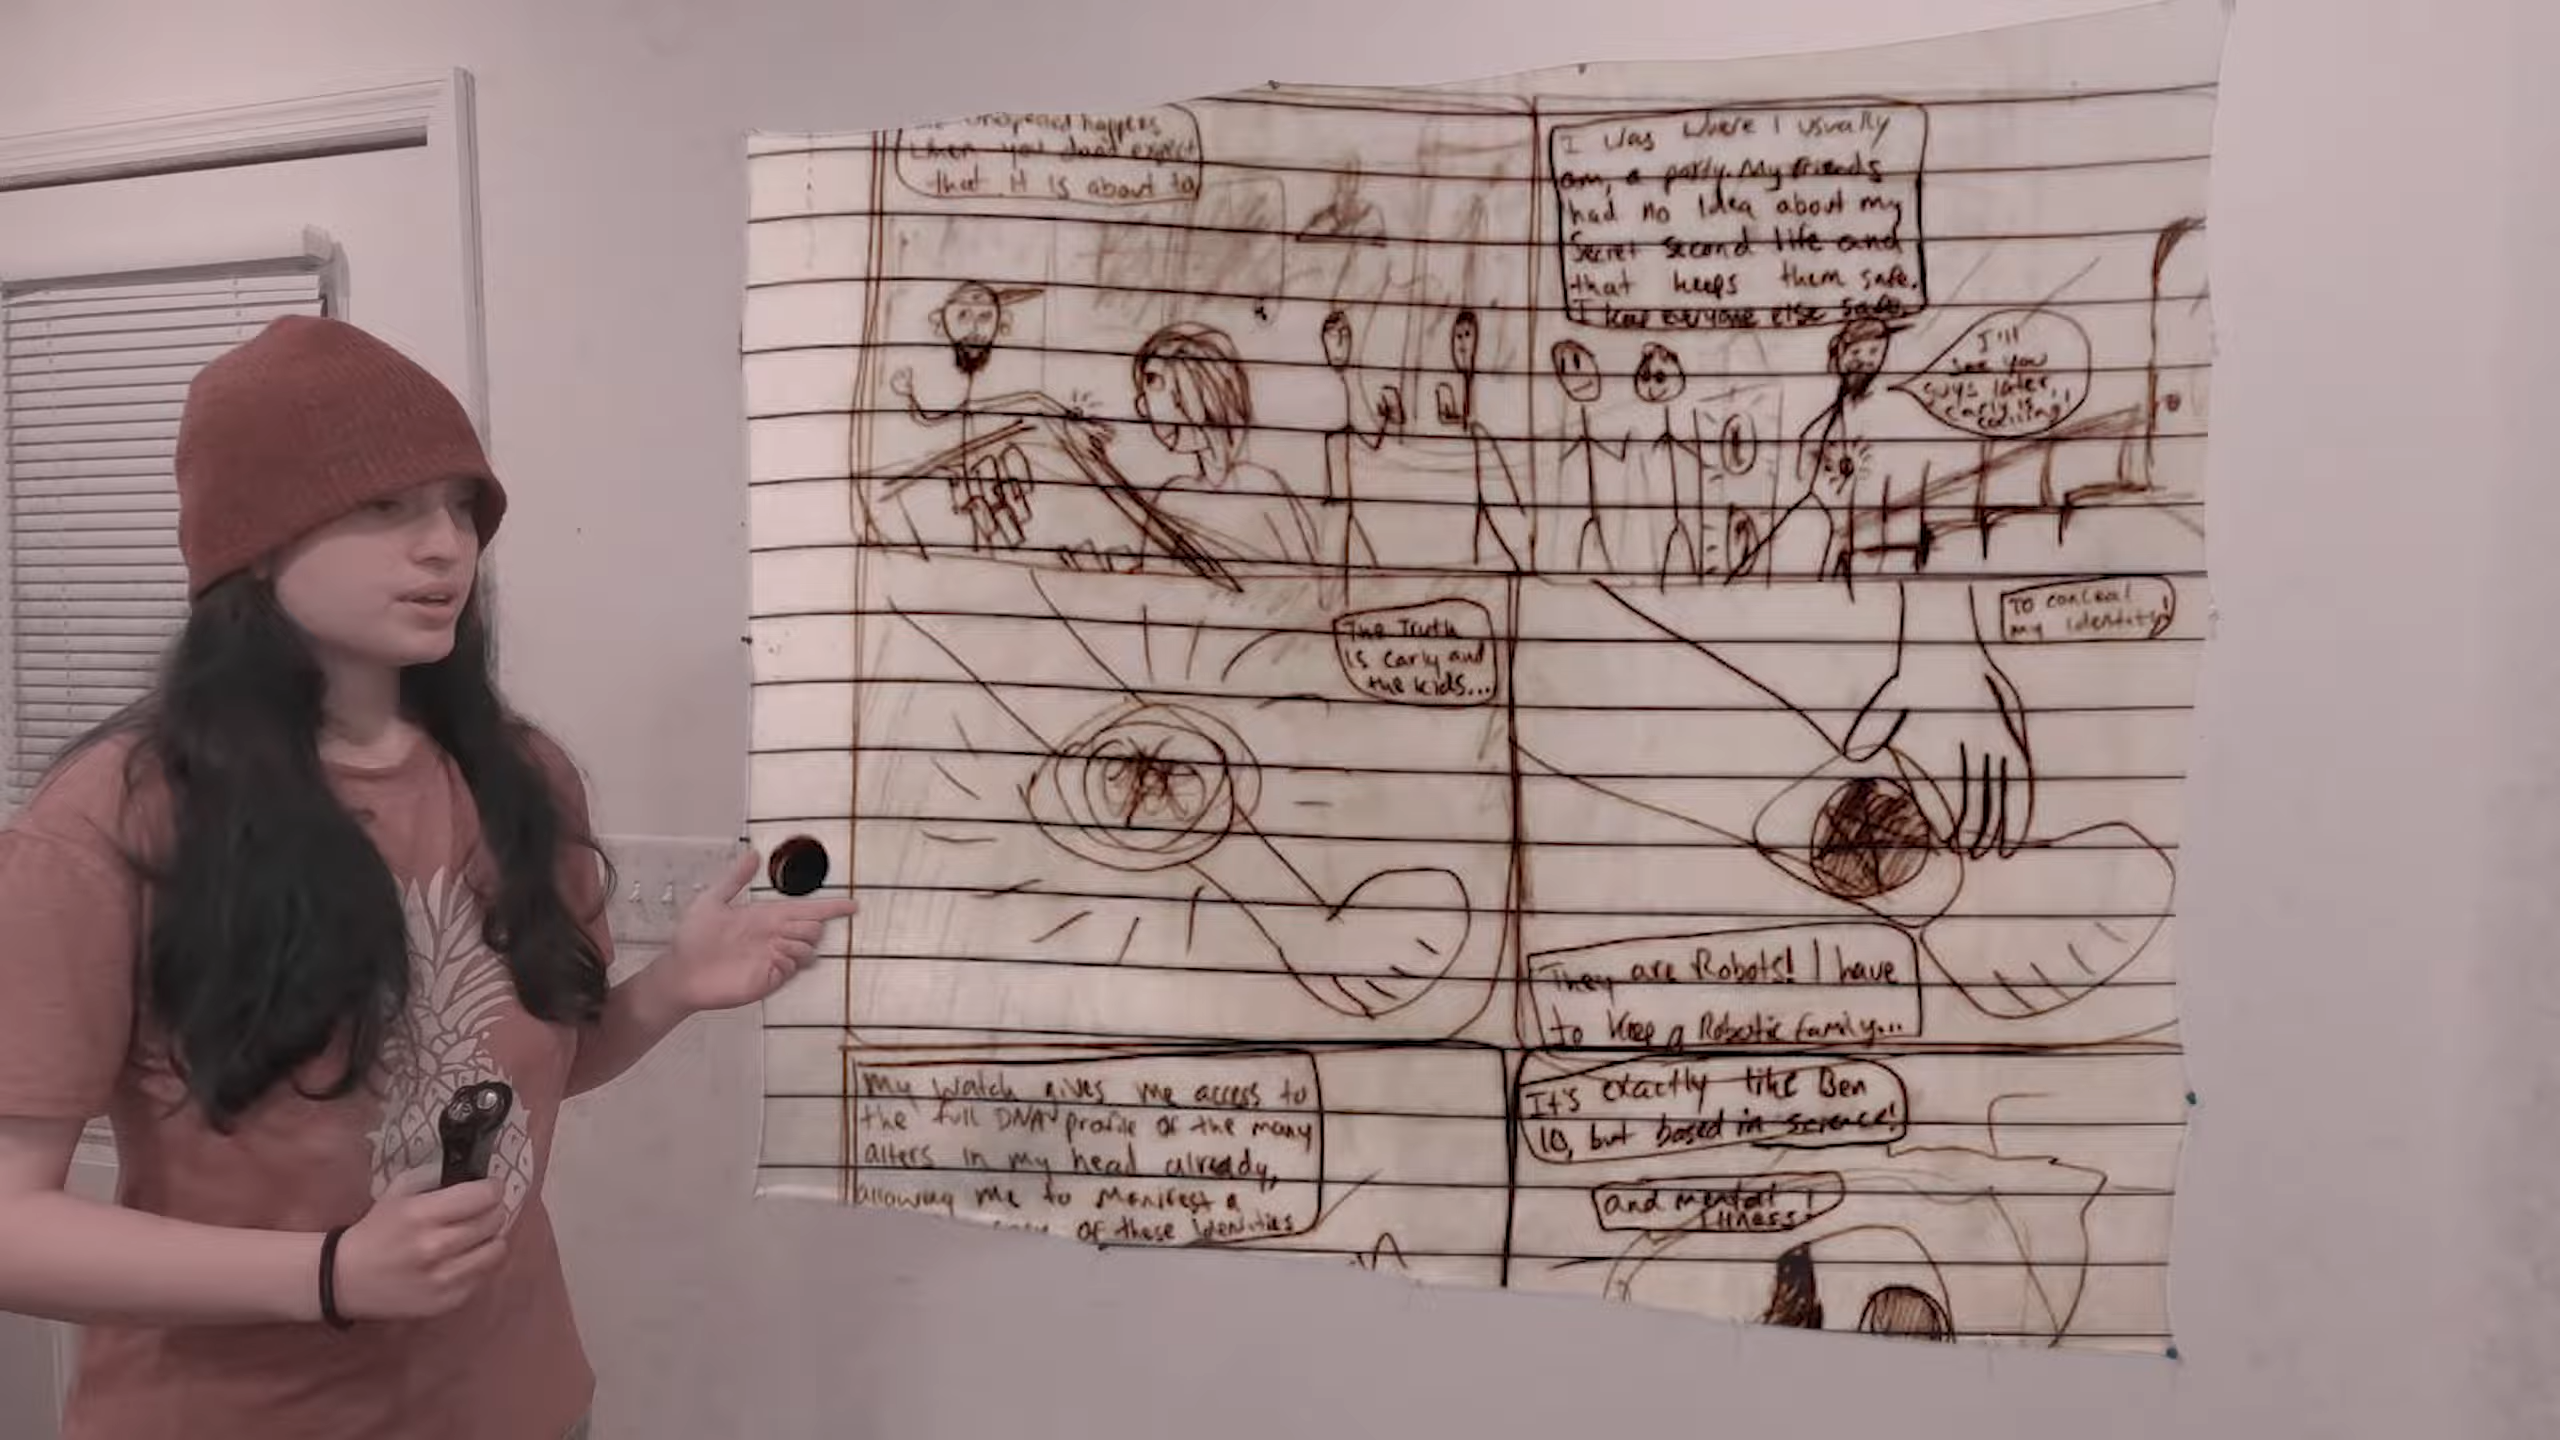 unexpected happens
when you dont expect
that it is about to
I was where I usually
am, a party. My friends
had no idea about my
Secret second life and
that keeps them safe.
I keep everyone else safe.
I'll
see you
guys later,
carly is
calling!
The Truth
is carly and
the kids...
To conceal
my identity!
They are Robots! I have
to keep a Robotic family...
My watch gives me access to
the full DNA profile of the many
alters in my head already,
allowing me to manifest a
copy of these identities
It's exactly like Ben
10, but based in science!
and mental
illness!